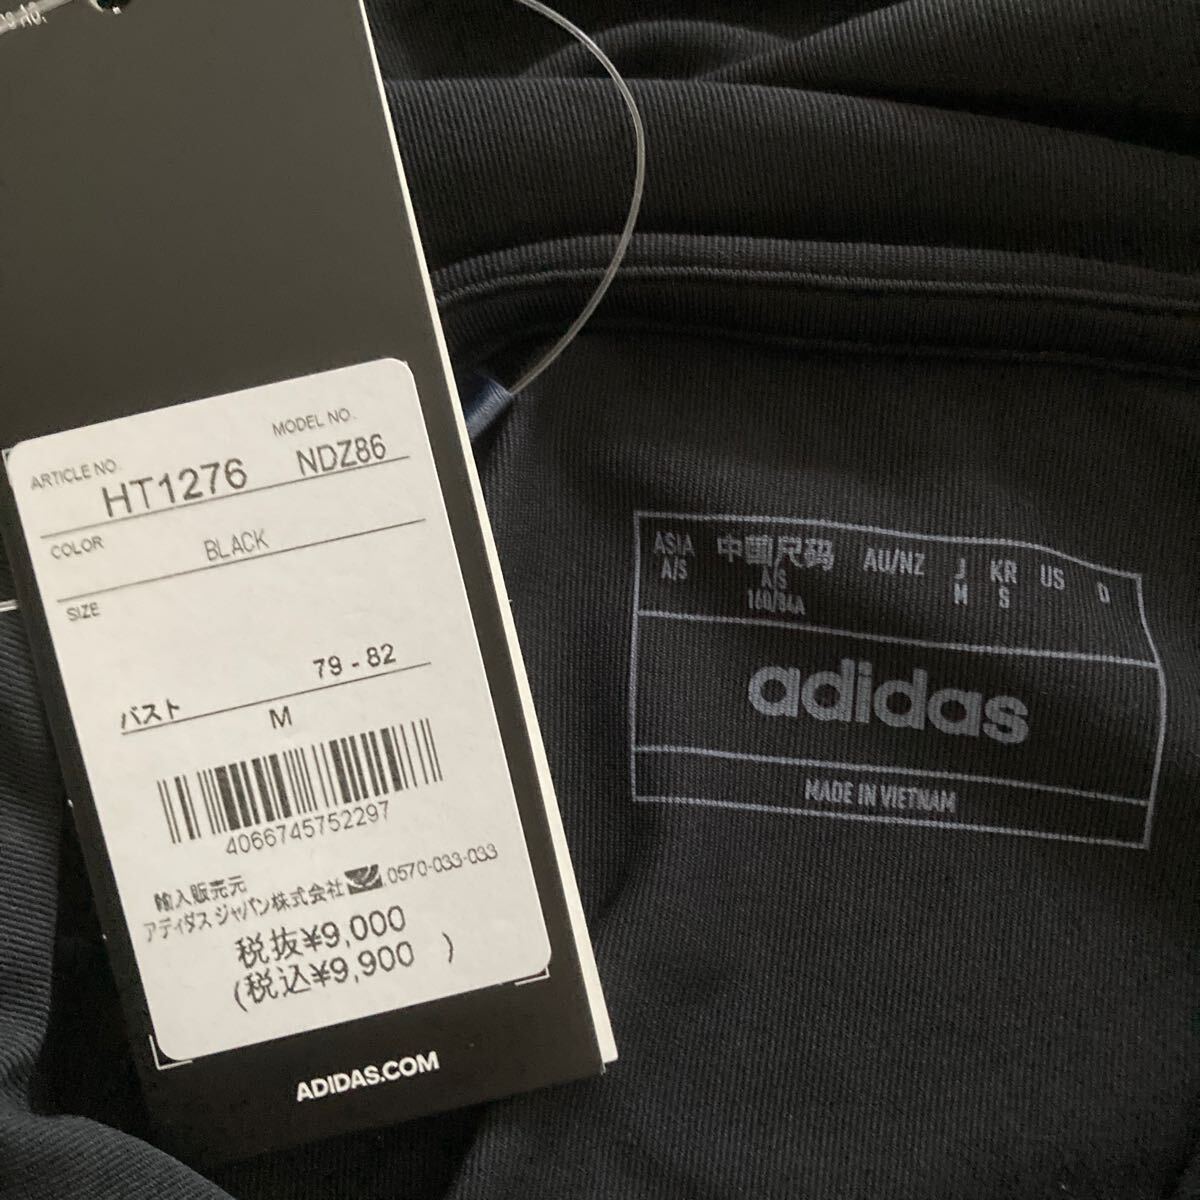 MODEL NO.
ARTICLE NO.
HT1276 NDZ86
COLOR BLACK
SIZE
バスト 79 - 82
M
4066745752297
輸入販売元
アディダス ジャパン株式会社 0570-033-033
税抜¥9,000
(税込¥9,900 )
ADIDAS.COM
ASIA 中国尺码 AU/NZ J KR US D
A/S A/S M S
160/84A
adidas
MADE IN VIETNAM